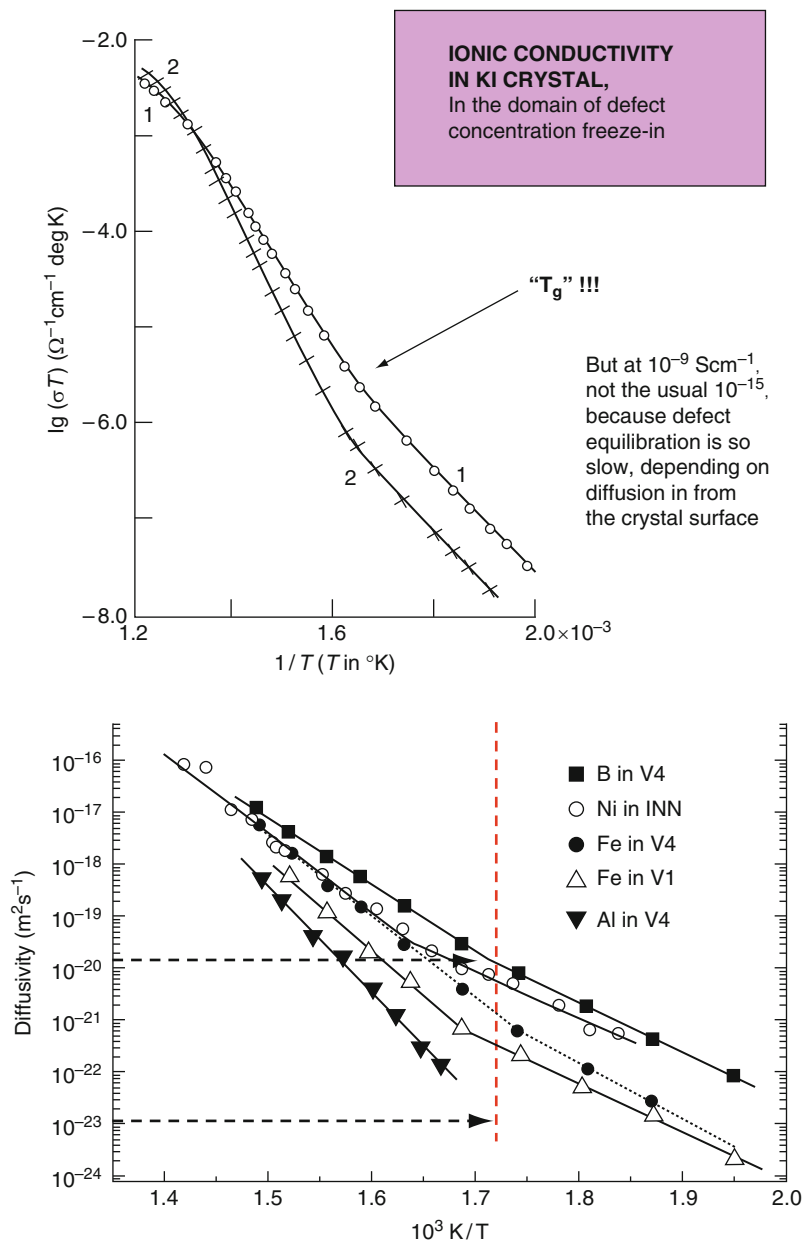 IONIC CONDUCTIVITY
IN KI CRYSTAL,
In the domain of defect
concentration freeze-in
−2.0
−4.0
−6.0
−8.0
lg (σT) (Ω⁻¹cm⁻¹ deg K)
2
1
"Tg" !!!
But at 10⁻⁹ Scm⁻¹,
not the usual 10⁻¹⁵,
because defect
equilibration is so
slow, depending on
diffusion in from
the crystal surface
1
2
1.2
1.6
2.0×10⁻³
1/T (T in °K)
10⁻¹⁶
10⁻¹⁷
10⁻¹⁸
10⁻¹⁹
10⁻²⁰
10⁻²¹
10⁻²²
10⁻²³
10⁻²⁴
Diffusivity (m²s⁻¹)
B in V4
Ni in INN
Fe in V4
Fe in V1
Al in V4
1.4
1.5
1.6
1.7
1.8
1.9
2.0
10³ K/T